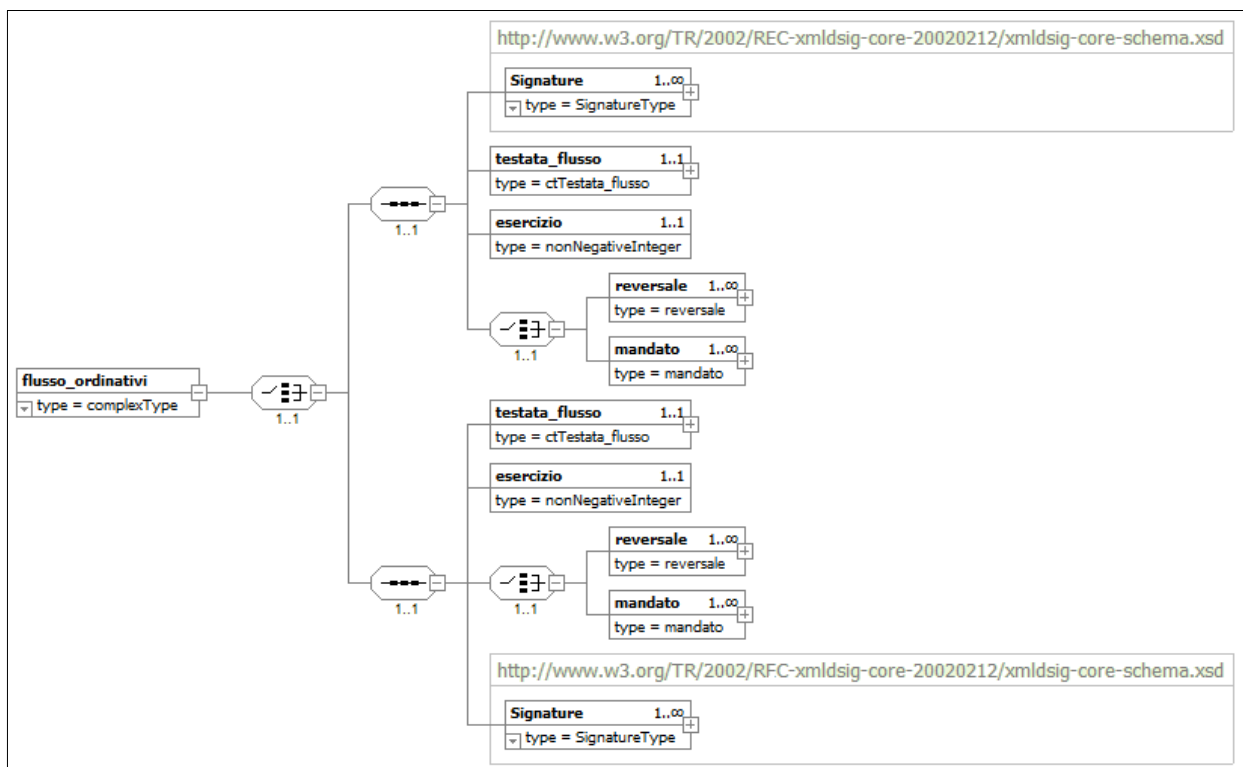 http://www.w3.org/TR/2002/REC-xmldsig-core-20020212/xmldsig-core-schema.xsd
Signature 1..∞
type = SignatureType
testata_flusso 1..1
type = ctTestata_flusso
1..1
esercizio 1..1
type = nonNegativeInteger
reversale 1..∞
type = reversale
1..1
mandato 1..∞
type = mandato
flusso_ordinativi
type = complexType
1..1
testata_flusso 1..1
type = ctTestata_flusso
esercizio 1..1
type = nonNegativeInteger
reversale 1..∞
type = reversale
1..1
1..1
mandato 1..∞
type = mandato
http://www.w3.org/TR/2002/REC-xmldsig-core-20020212/xmldsig-core-schema.xsd
Signature 1..∞
type = SignatureType